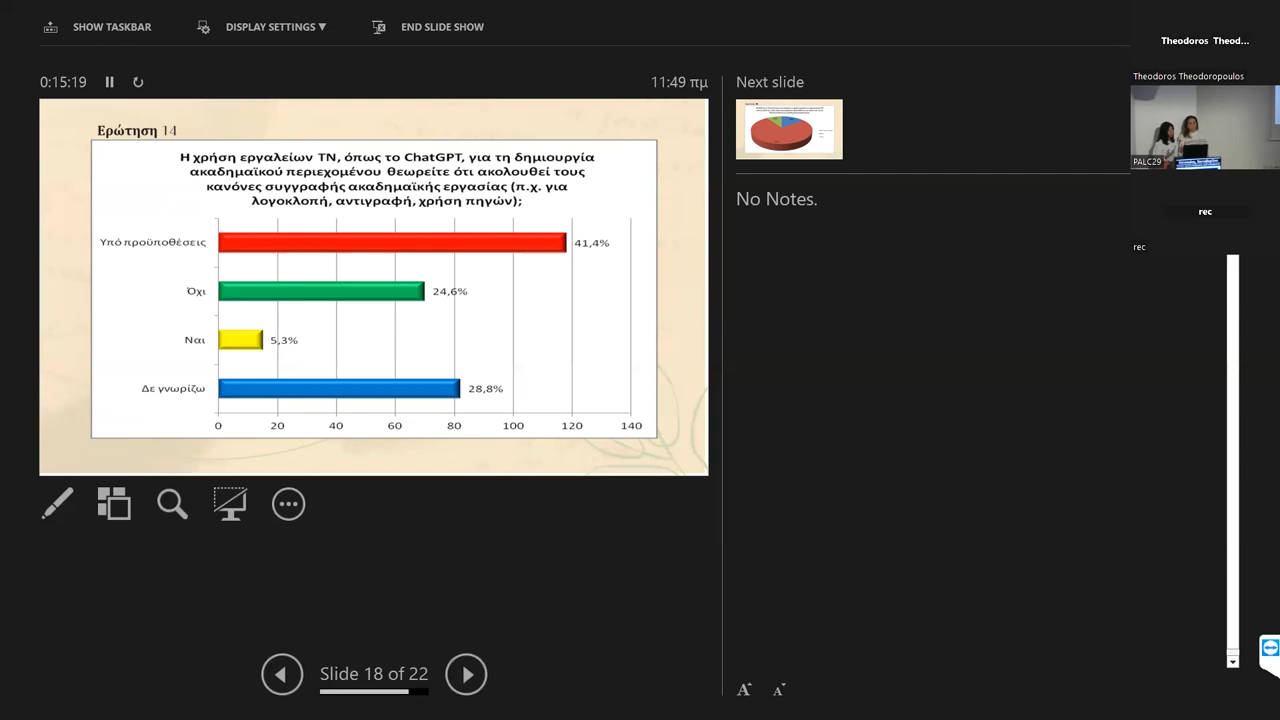 SHOW TASKBAR
DISPLAY SETTINGS ▼
END SLIDE SHOW
Theodoros Theod...
0:15:19
11:49 πμ
Next slide
Theodoros Theodoropoulos
Ερώτηση 14
Η χρήση εργαλείων ΤΝ, όπως το ChatGPT, για τη δημιουργία
ακαδημαϊκού περιεχομένου θεωρείτε ότι ακολουθεί τους
κανόνες συγγραφής ακαδημαϊκής εργασίας (π.χ. για
λογοκλοπή, αντιγραφή, χρήση πηγών);
Υπό προϋποθέσεις
41,4%
Όχι
24,6%
Ναι
5,3%
Δε γνωρίζω
28,8%
0 20 40 60 80 100 120 140
No Notes.
PALC29
rec
rec
Slide 18 of 22
A A